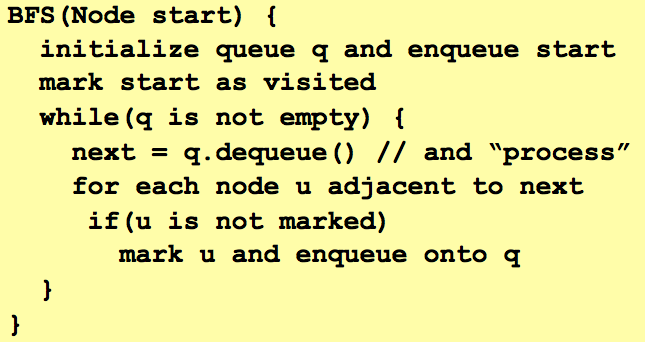 BFS(Node start) {
initialize queue q and enqueue start
mark start as visited
while(q is not empty) {
next = q.dequeue() // and “process”
for each node u adjacent to next
if(u is not marked)
mark u and enqueue onto q
}
}